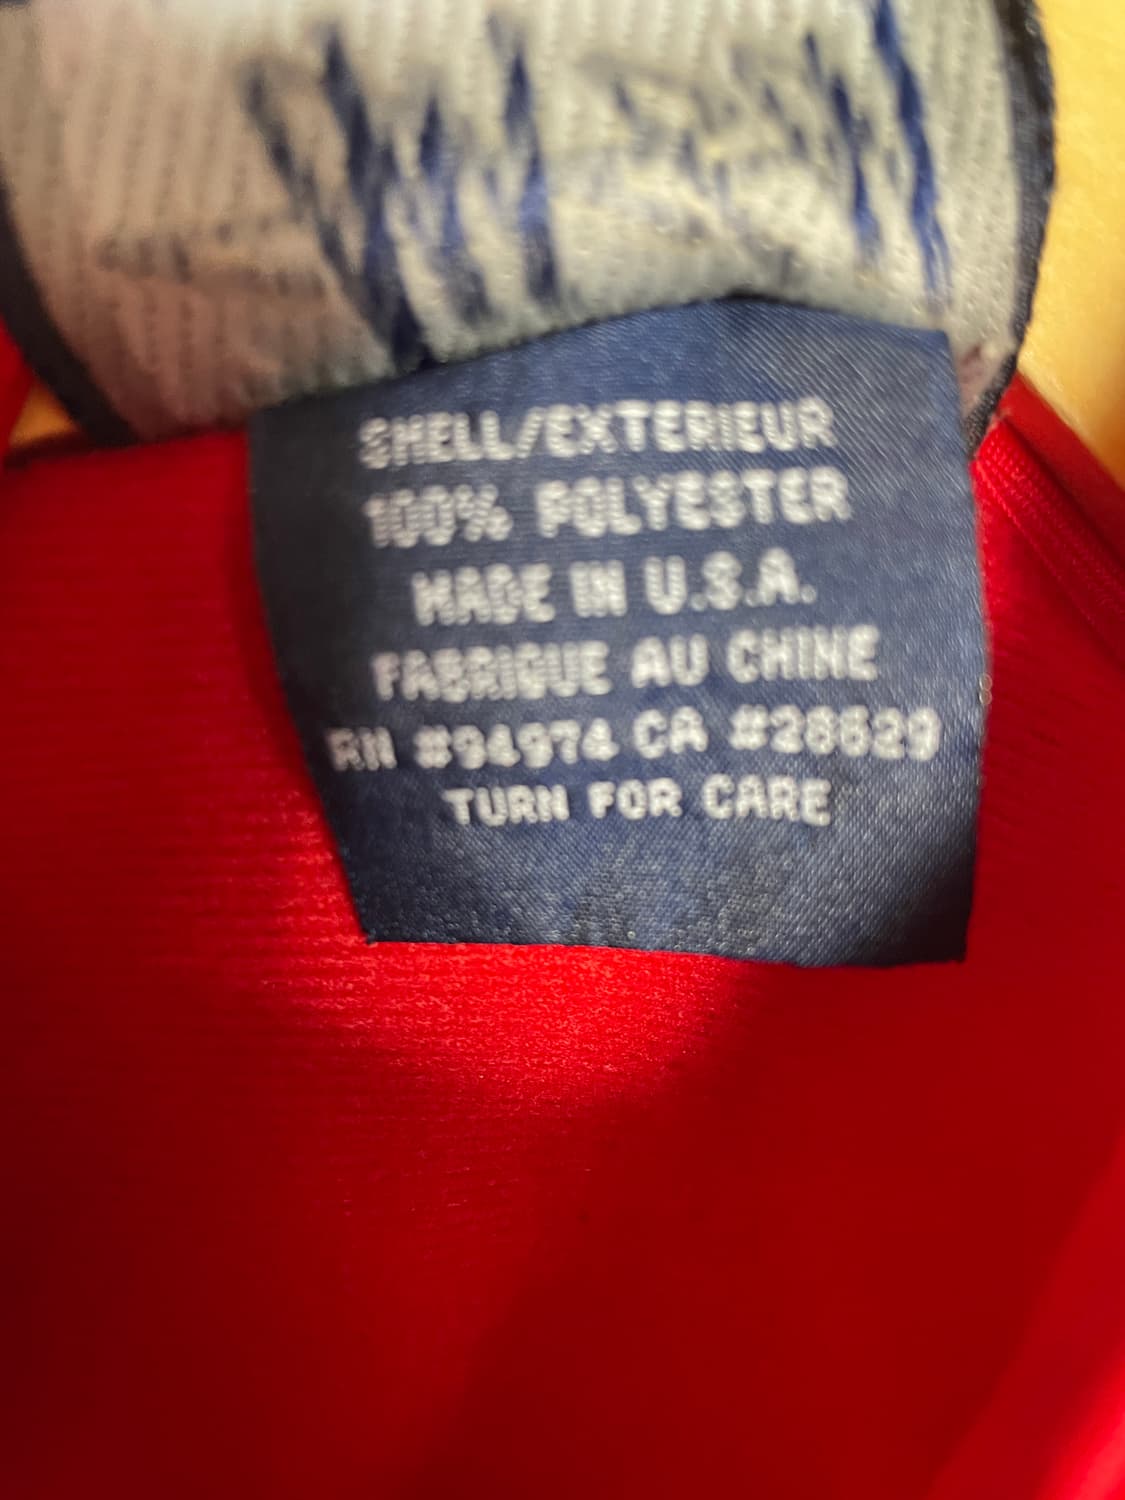 SHELL/EXTERIEUR
100% POLYESTER
MADE IN U.S.A.
FABRIQUE AU CHINE
RN #94974 CA #28629
TURN FOR CARE